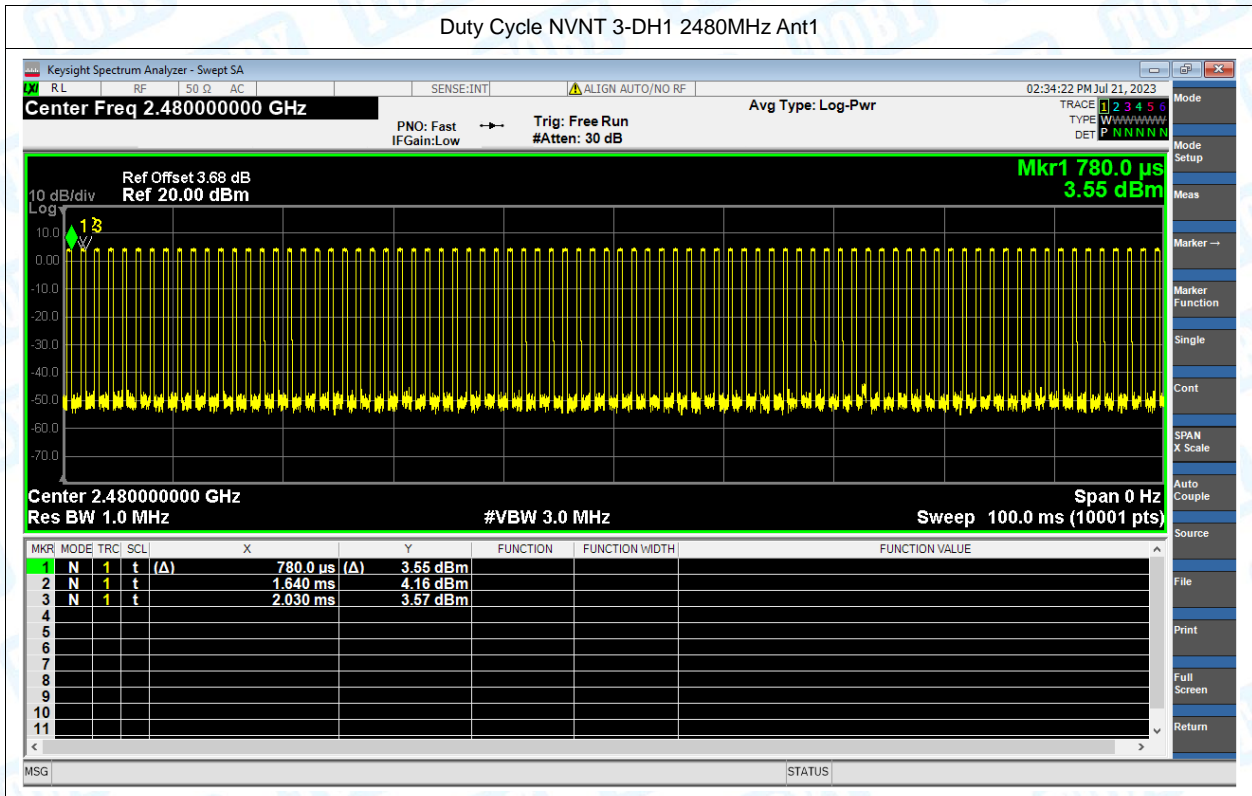 Duty Cycle NVNT 3-DH1 2480MHz Ant1
Keysight Spectrum Analyzer - Swept SA
LXI RL RF 50 Ω AC SENSE:INT ALIGN AUTO/NO RF 02:34:22 PM Jul 21, 2023
Center Freq 2.480000000 GHz
PNO: Fast
IFGain:Low
Trig: Free Run
#Atten: 30 dB
Avg Type: Log-Pwr
TRACE 1 2 3 4 5 6
TYPE WWWWWW
DET P N N N N N
Mkr1 780.0 µs
3.55 dBm
Ref Offset 3.68 dB
10 dB/div Ref 20.00 dBm
Log
1 3
10.0
0.00
-10.0
-20.0
-30.0
-40.0
-50.0
-60.0
-70.0
Center 2.480000000 GHz Span 0 Hz
Res BW 1.0 MHz #VBW 3.0 MHz Sweep 100.0 ms (10001 pts)
MKR MODE TRC SCL X Y FUNCTION FUNCTION WIDTH FUNCTION VALUE
1 N 1 t (Δ) 780.0 µs (Δ) 3.55 dBm
2 N 1 t 1.640 ms 4.16 dBm
3 N 1 t 2.030 ms 3.57 dBm
4
5
6
7
8
9
10
11
MSG STATUS
Mode
Mode
Setup
Meas
Marker →
Marker
Function
Single
Cont
SPAN
X Scale
Auto
Couple
Source
File
Print
Full
Screen
Return
TOBY